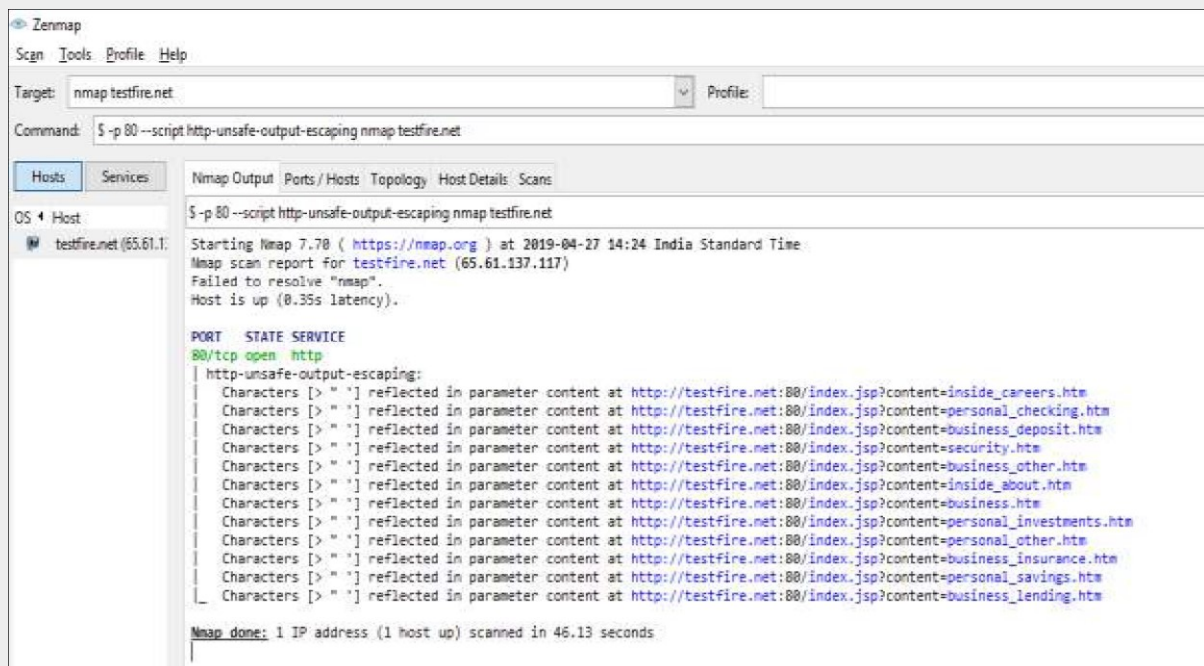 Zenmap
Scan Tools Profile Help
Target: nmap testfire.net Profile:
Command: $ -p 80 --script http-unsafe-output-escaping nmap testfire.net
Hosts Services Nmap Output Ports / Hosts Topology Host Details Scans
OS Host
testfire.net (65.61.1
$ -p 80 --script http-unsafe-output-escaping nmap testfire.net
Starting Nmap 7.70 ( https://nmap.org ) at 2019-04-27 14:24 India Standard Time
Nmap scan report for testfire.net (65.61.137.117)
Failed to resolve "nmap".
Host is up (0.35s latency).
PORT STATE SERVICE
80/tcp open http
| http-unsafe-output-escaping:
| Characters [> " '] reflected in parameter content at http://testfire.net:80/index.jsp?content=inside_careers.htm
| Characters [> " '] reflected in parameter content at http://testfire.net:80/index.jsp?content=personal_checking.htm
| Characters [> " '] reflected in parameter content at http://testfire.net:80/index.jsp?content=business_deposit.htm
| Characters [> " '] reflected in parameter content at http://testfire.net:80/index.jsp?content=security.htm
| Characters [> " '] reflected in parameter content at http://testfire.net:80/index.jsp?content=business_other.htm
| Characters [> " '] reflected in parameter content at http://testfire.net:80/index.jsp?content=inside_about.htm
| Characters [> " '] reflected in parameter content at http://testfire.net:80/index.jsp?content=business.htm
| Characters [> " '] reflected in parameter content at http://testfire.net:80/index.jsp?content=personal_investments.htm
| Characters [> " '] reflected in parameter content at http://testfire.net:80/index.jsp?content=personal_other.htm
| Characters [> " '] reflected in parameter content at http://testfire.net:80/index.jsp?content=business_insurance.htm
| Characters [> " '] reflected in parameter content at http://testfire.net:80/index.jsp?content=personal_savings.htm
|_ Characters [> " '] reflected in parameter content at http://testfire.net:80/index.jsp?content=business_lending.htm
Nmap done: 1 IP address (1 host up) scanned in 46.13 seconds